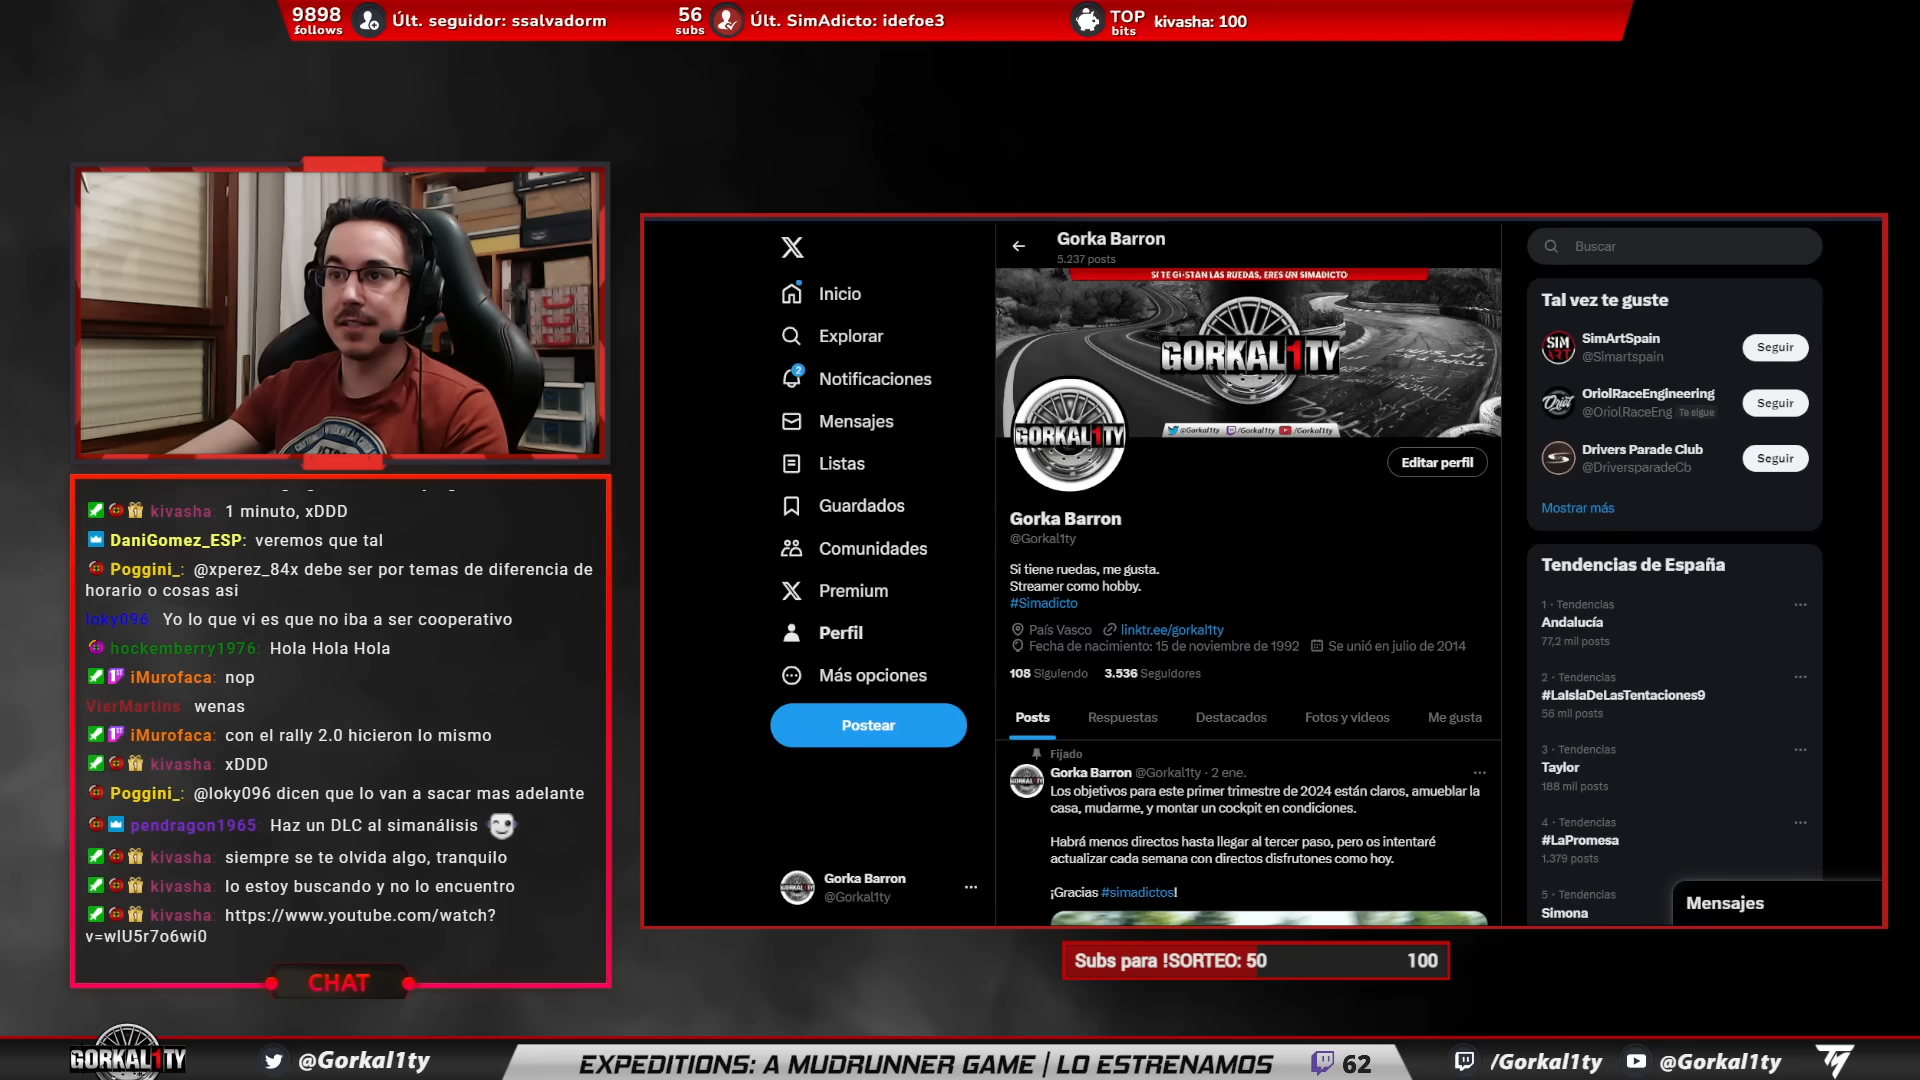 9898
follows
Últ. seguidor: ssalvadorm
56
subs
Últ. SimAdicto: idefoe3
TOP
bits
kivasha: 100
kivasha: 1 minuto, xDDD
DaniGomez_ESP: veremos que tal
Poggini_: @xperez_84x debe ser por temas de diferencia de
horario o cosas asi
loky096: Yo lo que vi es que no iba a ser cooperativo
hockemberry1976: Hola Hola Hola
iMurofaca: nop
VierMartins: wenas
iMurofaca: con el rally 2.0 hicieron lo mismo
kivasha: xDDD
Poggini_: @loky096 dicen que lo van a sacar mas adelante
pendragon1965: Haz un DLC al simanálisis
kivasha: siempre se te olvida algo, tranquilo
kivasha: lo estoy buscando y no lo encuentro
kivasha: https://www.youtube.com/watch?
v=wlU5r7o6wi0
CHAT
Inicio
Explorar
2
Notificaciones
Mensajes
Listas
Guardados
Comunidades
Premium
Perfil
Más opciones
Postear
Gorka Barron
@Gorkal1ty
Gorka Barron
5.237 posts
SI TE GUSTAN LAS RUEDAS, ERES UN SIMADICTO
GORKAL1TY
@Gorkal1ty /Gorkal1ty /Gorkal1ty
GORKAL1TY
Editar perfil
Gorka Barron
@Gorkal1ty
Si tiene ruedas, me gusta.
Streamer como hobby.
#Simadicto
País Vasco linktr.ee/gorkal1ty
Fecha de nacimiento: 15 de noviembre de 1992 Se unió en julio de 2014
108 Siguiendo 3.536 Seguidores
Posts Respuestas Destacados Fotos y videos Me gusta
Fijado
Gorka Barron @Gorkal1ty · 2 ene.
Los objetivos para este primer trimestre de 2024 están claros, amueblar la
casa, mudarme, y montar un cockpit en condiciones.
Habrá menos directos hasta llegar al tercer paso, pero os intentaré
actualizar cada semana con directos disfrutones como hoy.
¡Gracias #simadictos!
Buscar
Tal vez te guste
SIM
ART
SimArtSpain
@Simartspain
Seguir
Oriol
OriolRaceEngineering
@OriolRaceEng Te sigue
Seguir
Drivers Parade Club
@DriversparadeCb
Seguir
Mostrar más
Tendencias de España
1 · Tendencias
Andalucía
77,2 mil posts
2 · Tendencias
#LaIslaDeLasTentaciones9
56 mil posts
3 · Tendencias
Taylor
188 mil posts
4 · Tendencias
#LaPromesa
1.379 posts
5 · Tendencias
Simona
Mensajes
Subs para !SORTEO: 50 100
GORKAL1TY
@Gorkal1ty
EXPEDITIONS: A MUDRUNNER GAME | LO ESTRENAMOS
62
/Gorkal1ty
@Gorkal1ty